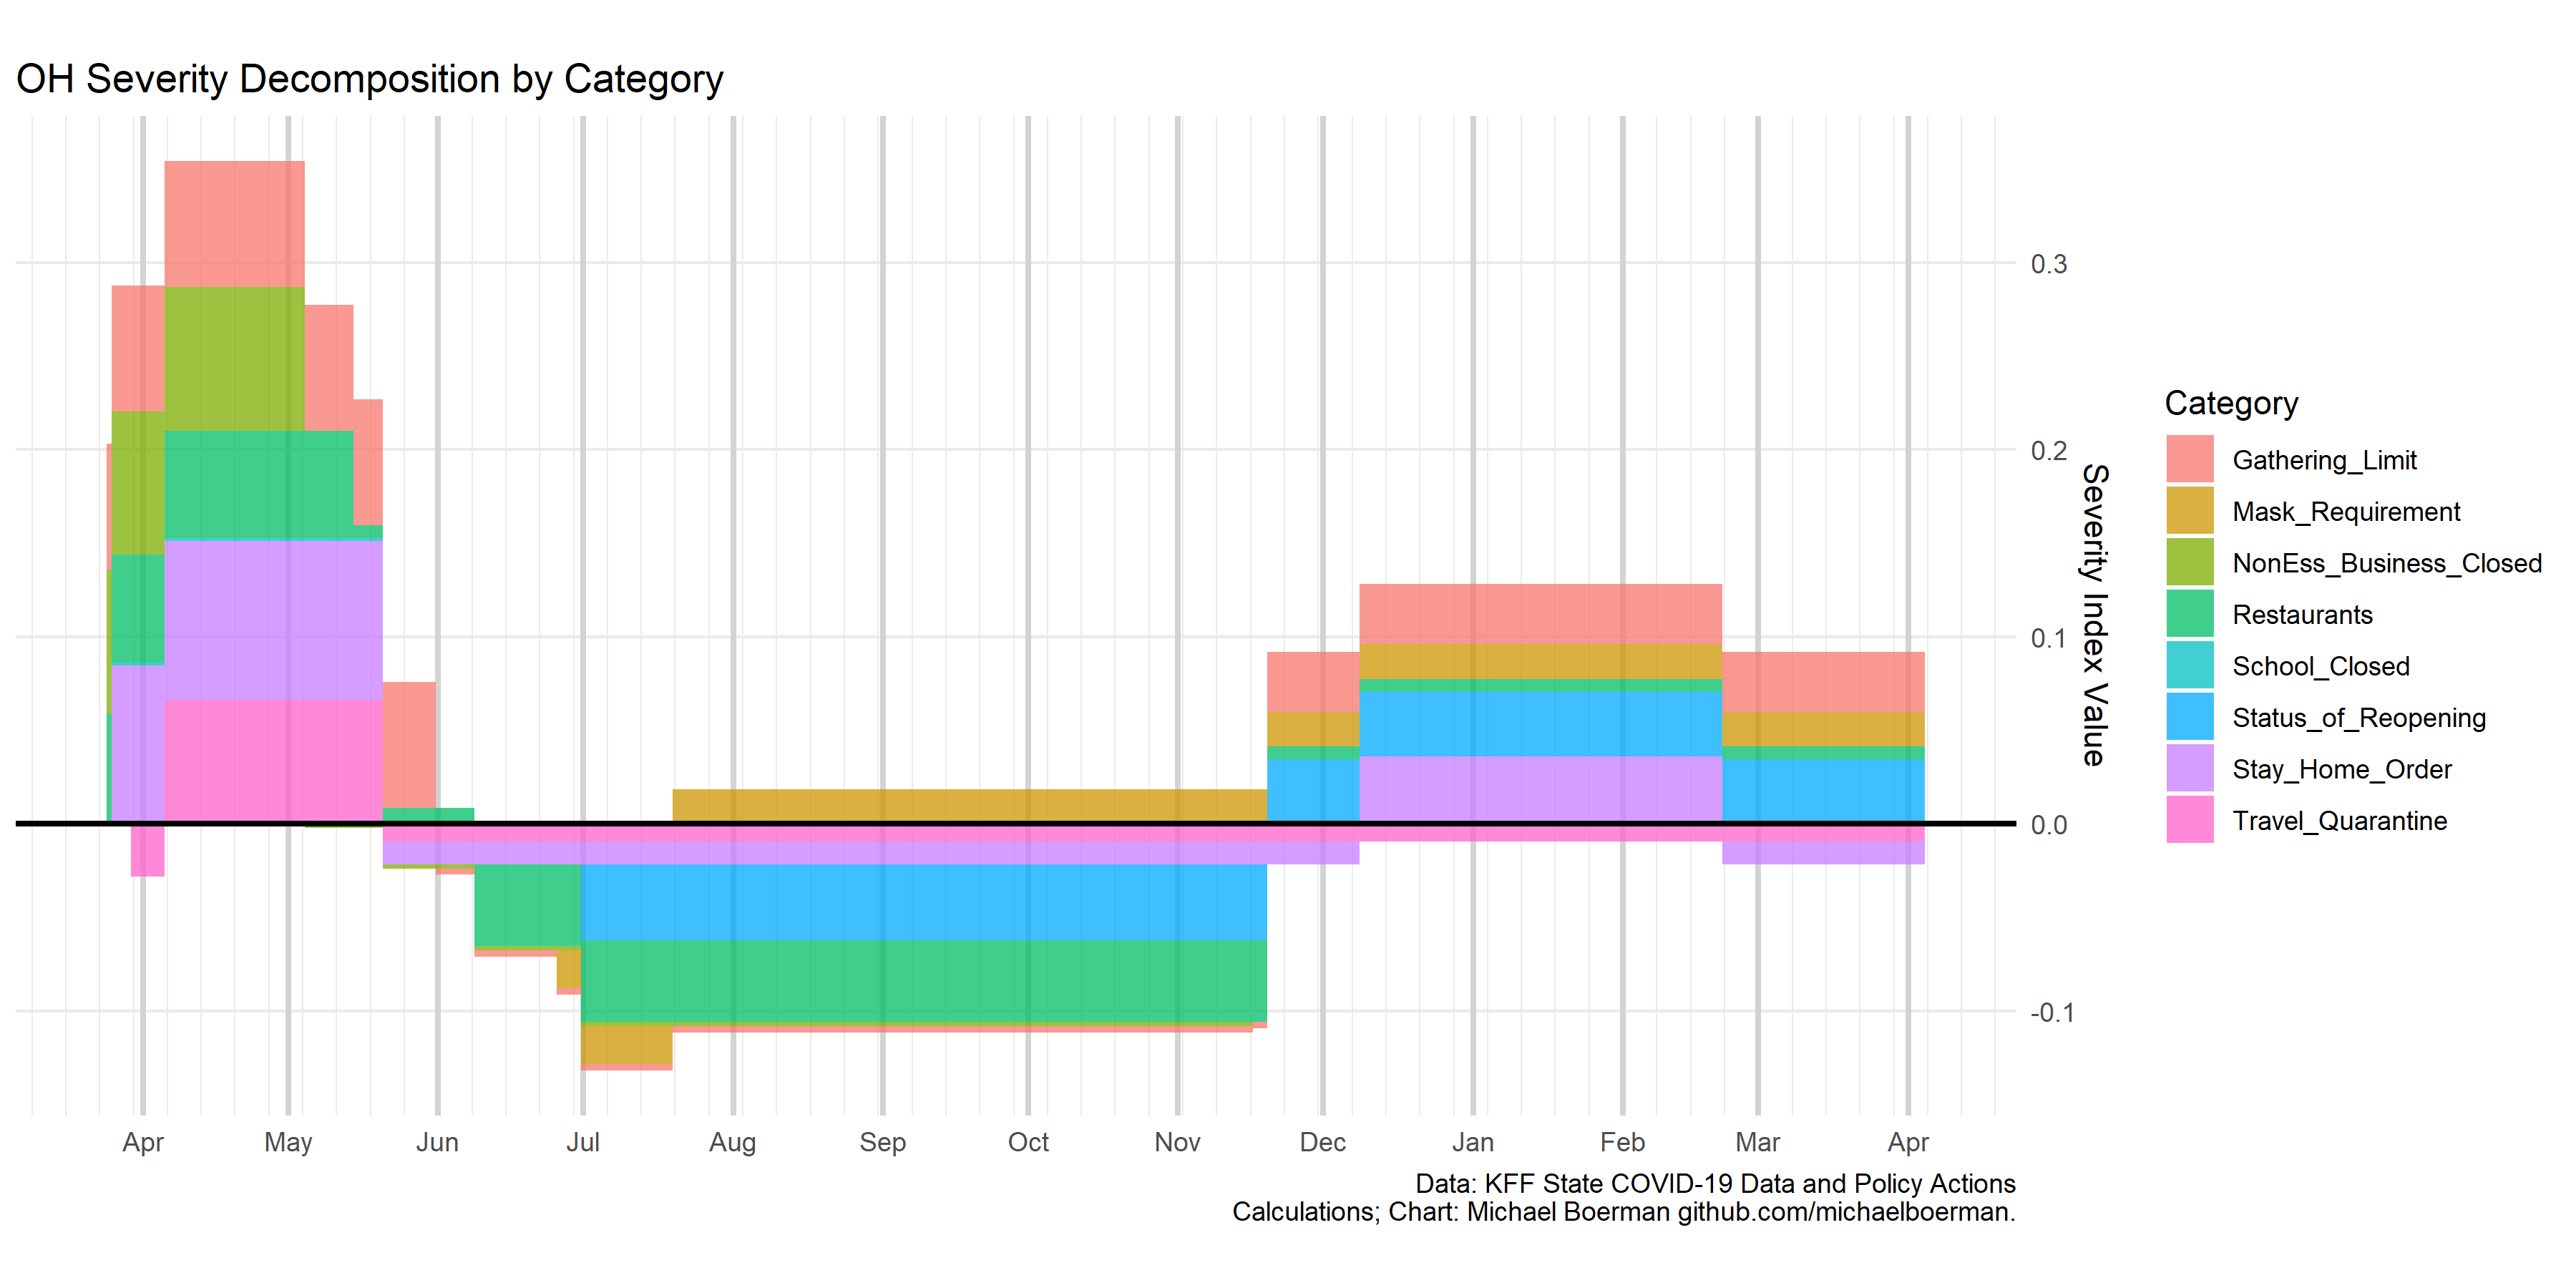 OH Severity Decomposition by Category
0.3
0.2
0.1
0.0
-0.1
Severity Index Value
Category
Gathering_Limit
Mask_Requirement
NonEss_Business_Closed
Restaurants
School_Closed
Status_of_Reopening
Stay_Home_Order
Travel_Quarantine
Apr May Jun Jul Aug Sep Oct Nov Dec Jan Feb Mar Apr
Data: KFF State COVID-19 Data and Policy Actions
Calculations; Chart: Michael Boerman github.com/michaelboerman.